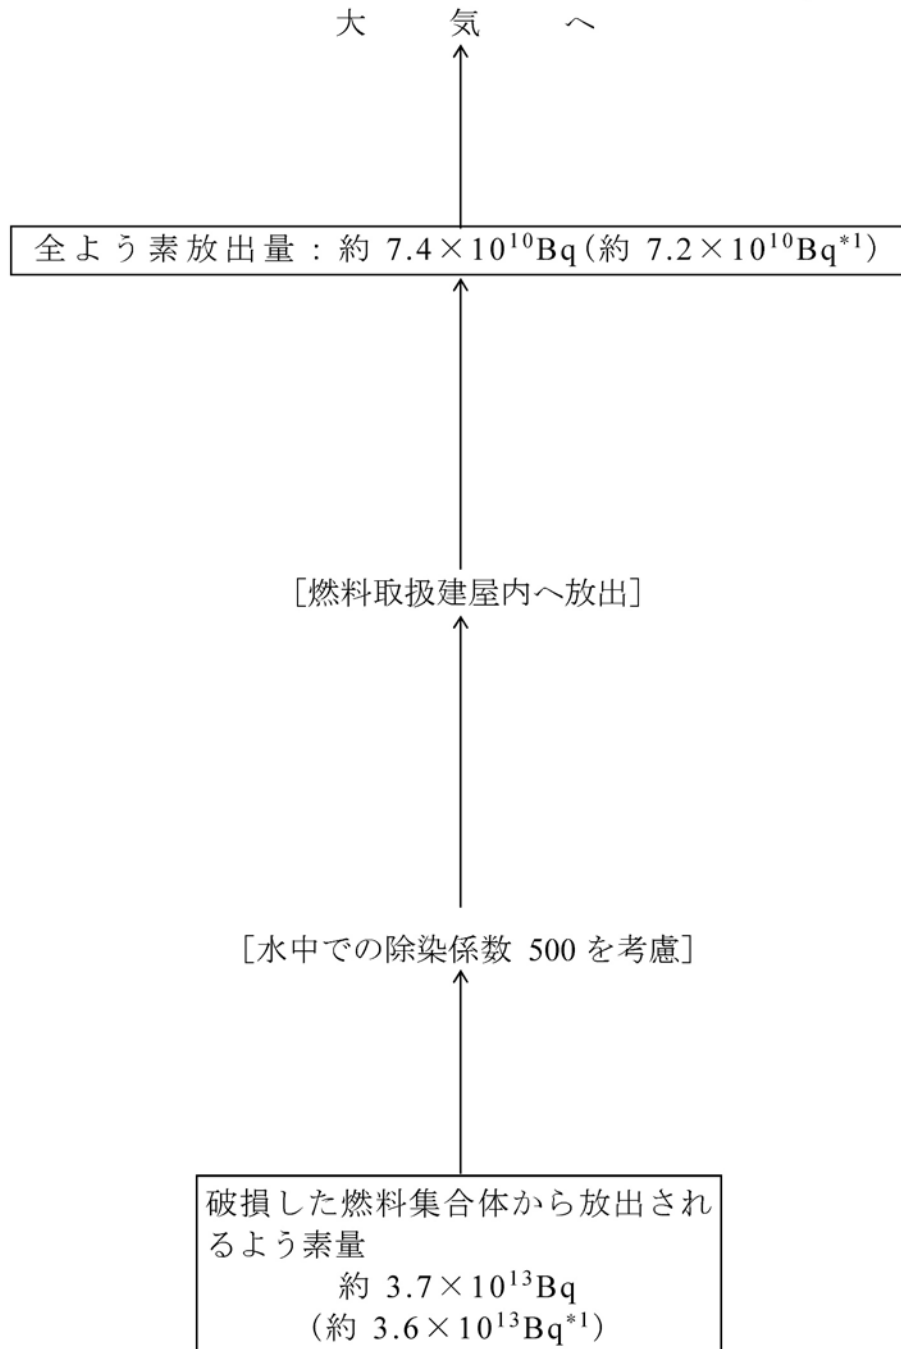 大気へ
全よう素放出量：約 7.4×10¹⁰Bq(約 7.2×10¹⁰Bq*¹)
[燃料取扱建屋内へ放出]
[水中での除染係数 500 を考慮]
破損した燃料集合体から放出され
るよう素量
約 3.7×10¹³Bq
(約 3.6×10¹³Bq*¹)